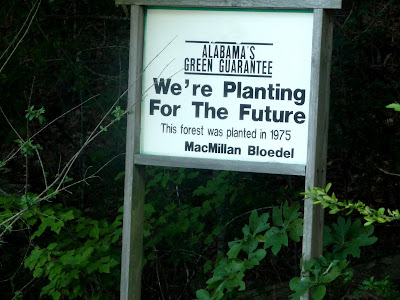 ALABAMA'S
GREEN GUARANTEE
We're Planting
For The Future
This forest was planted in 1975
MacMillan Bloedel